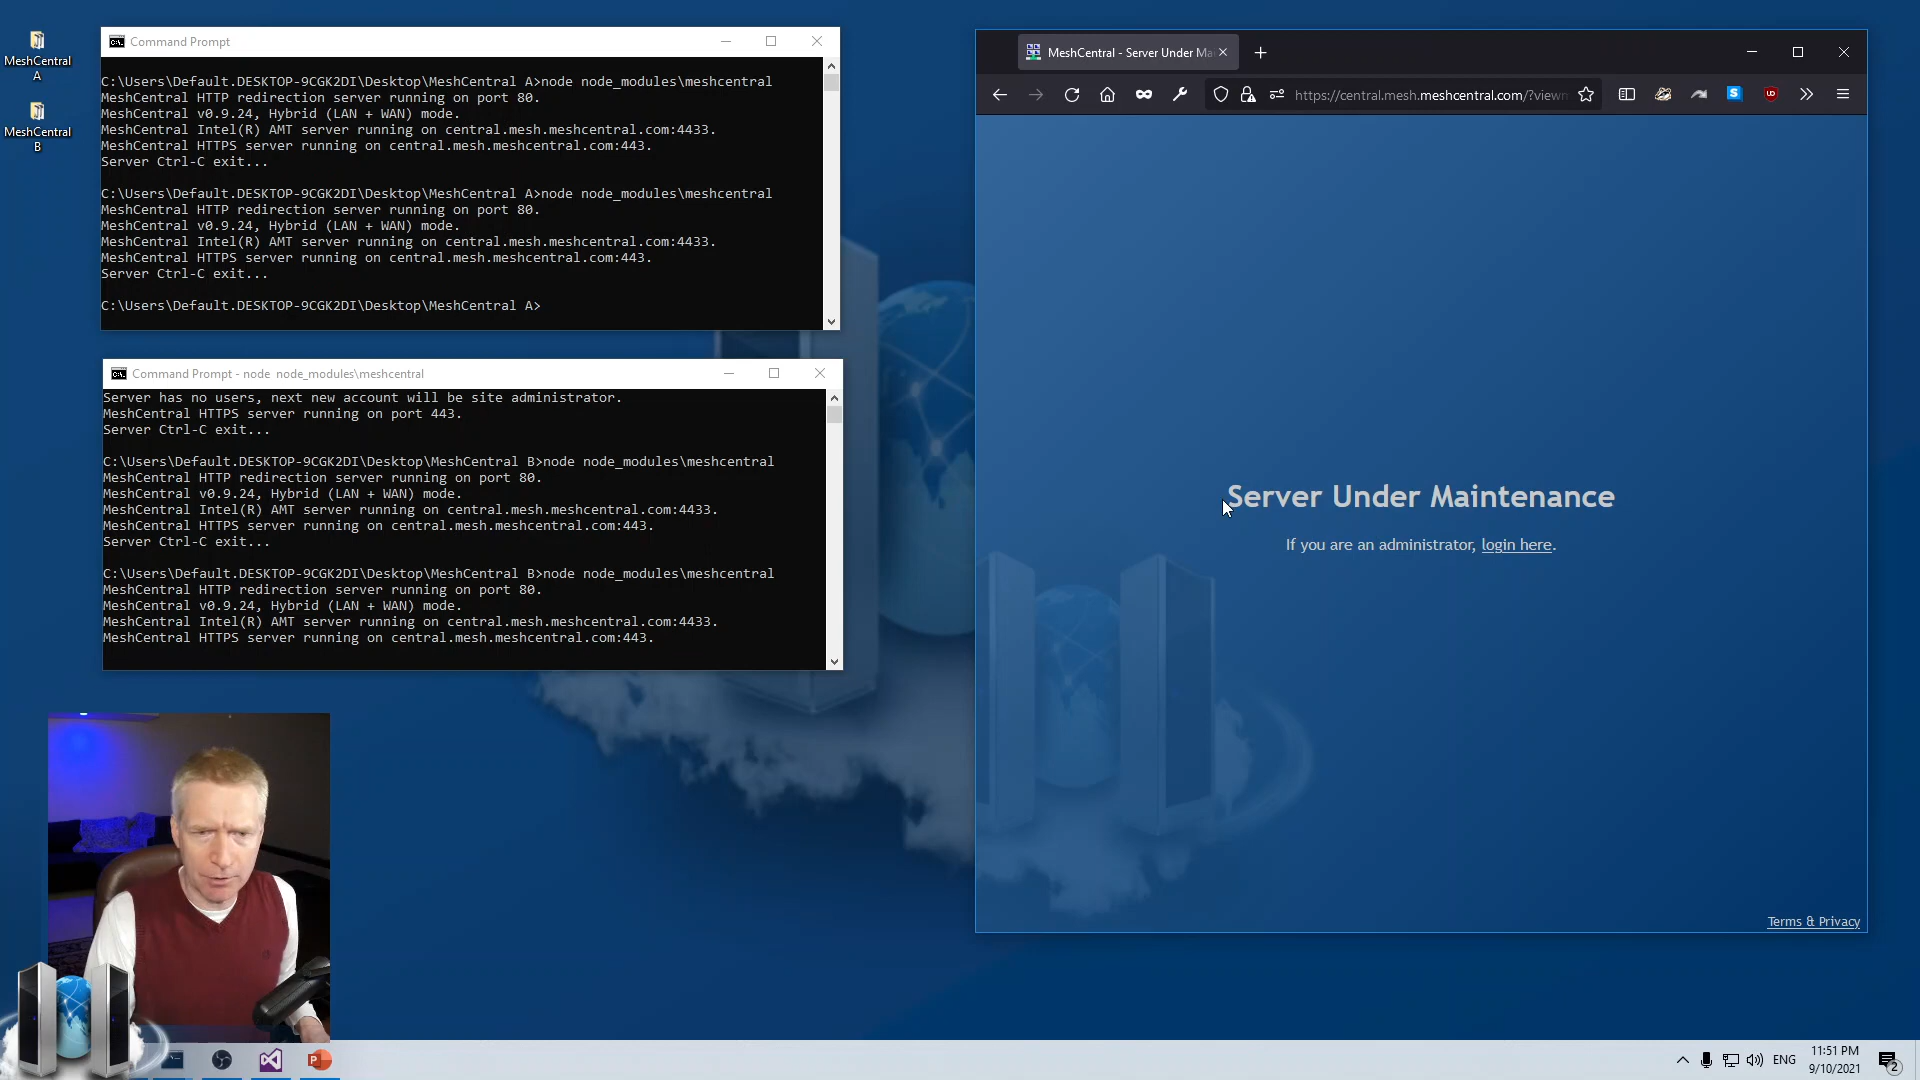 MeshCentral
A
MeshCentral
B
Command Prompt
C:\Users\Default.DESKTOP-9CGK2DI\Desktop\MeshCentral A>node node_modules\meshcentral
MeshCentral HTTP redirection server running on port 80.
MeshCentral v0.9.24, Hybrid (LAN + WAN) mode.
MeshCentral Intel(R) AMT server running on central.mesh.meshcentral.com:4433.
MeshCentral HTTPS server running on central.mesh.meshcentral.com:443.
Server Ctrl-C exit...
C:\Users\Default.DESKTOP-9CGK2DI\Desktop\MeshCentral A>node node_modules\meshcentral
MeshCentral HTTP redirection server running on port 80.
MeshCentral v0.9.24, Hybrid (LAN + WAN) mode.
MeshCentral Intel(R) AMT server running on central.mesh.meshcentral.com:4433.
MeshCentral HTTPS server running on central.mesh.meshcentral.com:443.
Server Ctrl-C exit...
C:\Users\Default.DESKTOP-9CGK2DI\Desktop\MeshCentral A>
Command Prompt - node  node_modules\meshcentral
Server has no users, next new account will be site administrator.
MeshCentral HTTPS server running on port 443.
Server Ctrl-C exit...
C:\Users\Default.DESKTOP-9CGK2DI\Desktop\MeshCentral B>node node_modules\meshcentral
MeshCentral HTTP redirection server running on port 80.
MeshCentral v0.9.24, Hybrid (LAN + WAN) mode.
MeshCentral Intel(R) AMT server running on central.mesh.meshcentral.com:4433.
MeshCentral HTTPS server running on central.mesh.meshcentral.com:443.
Server Ctrl-C exit...
C:\Users\Default.DESKTOP-9CGK2DI\Desktop\MeshCentral B>node node_modules\meshcentral
MeshCentral HTTP redirection server running on port 80.
MeshCentral v0.9.24, Hybrid (LAN + WAN) mode.
MeshCentral Intel(R) AMT server running on central.mesh.meshcentral.com:4433.
MeshCentral HTTPS server running on central.mesh.meshcentral.com:443.
MeshCentral - Server Under Ma
https://central.mesh.meshcentral.com/?viewn
Server Under Maintenance
If you are an administrator, login here.
Terms & Privacy
ENG
11:51 PM
9/10/2021
2